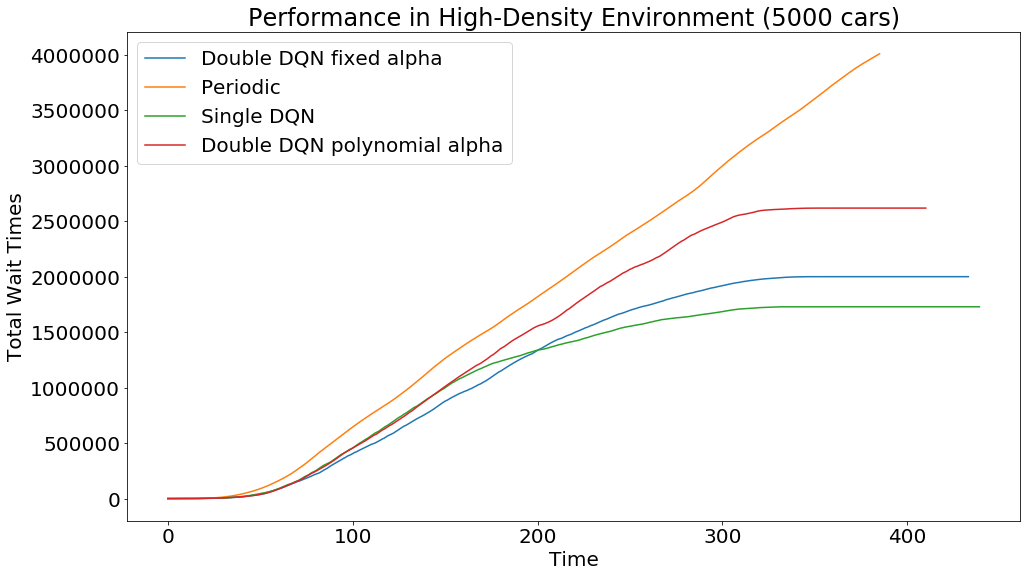 Performance in High-Density Environment (5000 cars)
Double DQN fixed alpha
Periodic
Single DQN
Double DQN polynomial alpha
4000000
3500000
3000000
2500000
2000000
1500000
1000000
500000
0
Total Wait Times
0 100 200 300 400
Time